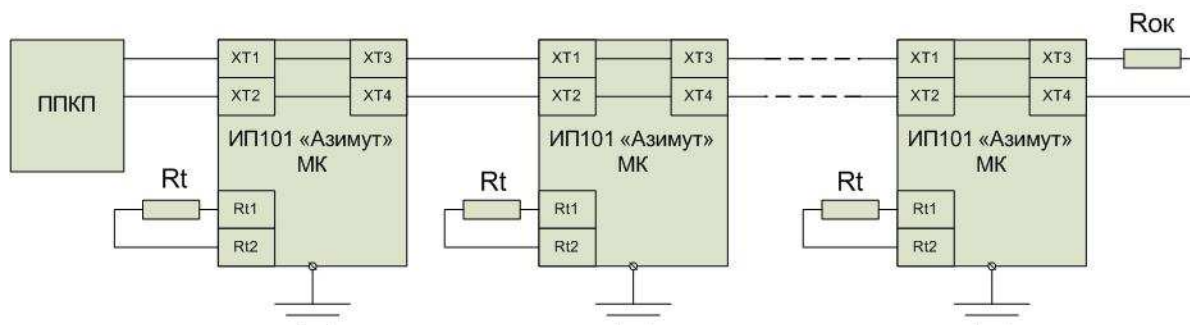 Rок
XT1 XT3 XT1 XT3 XT1 XT3
XT2 XT4 XT2 XT4 XT2 XT4
ППКП
ИП101 «Азимут» МК
ИП101 «Азимут» МК
ИП101 «Азимут» МК
Rt Rt Rt
Rt1 Rt1 Rt1
Rt2 Rt2 Rt2